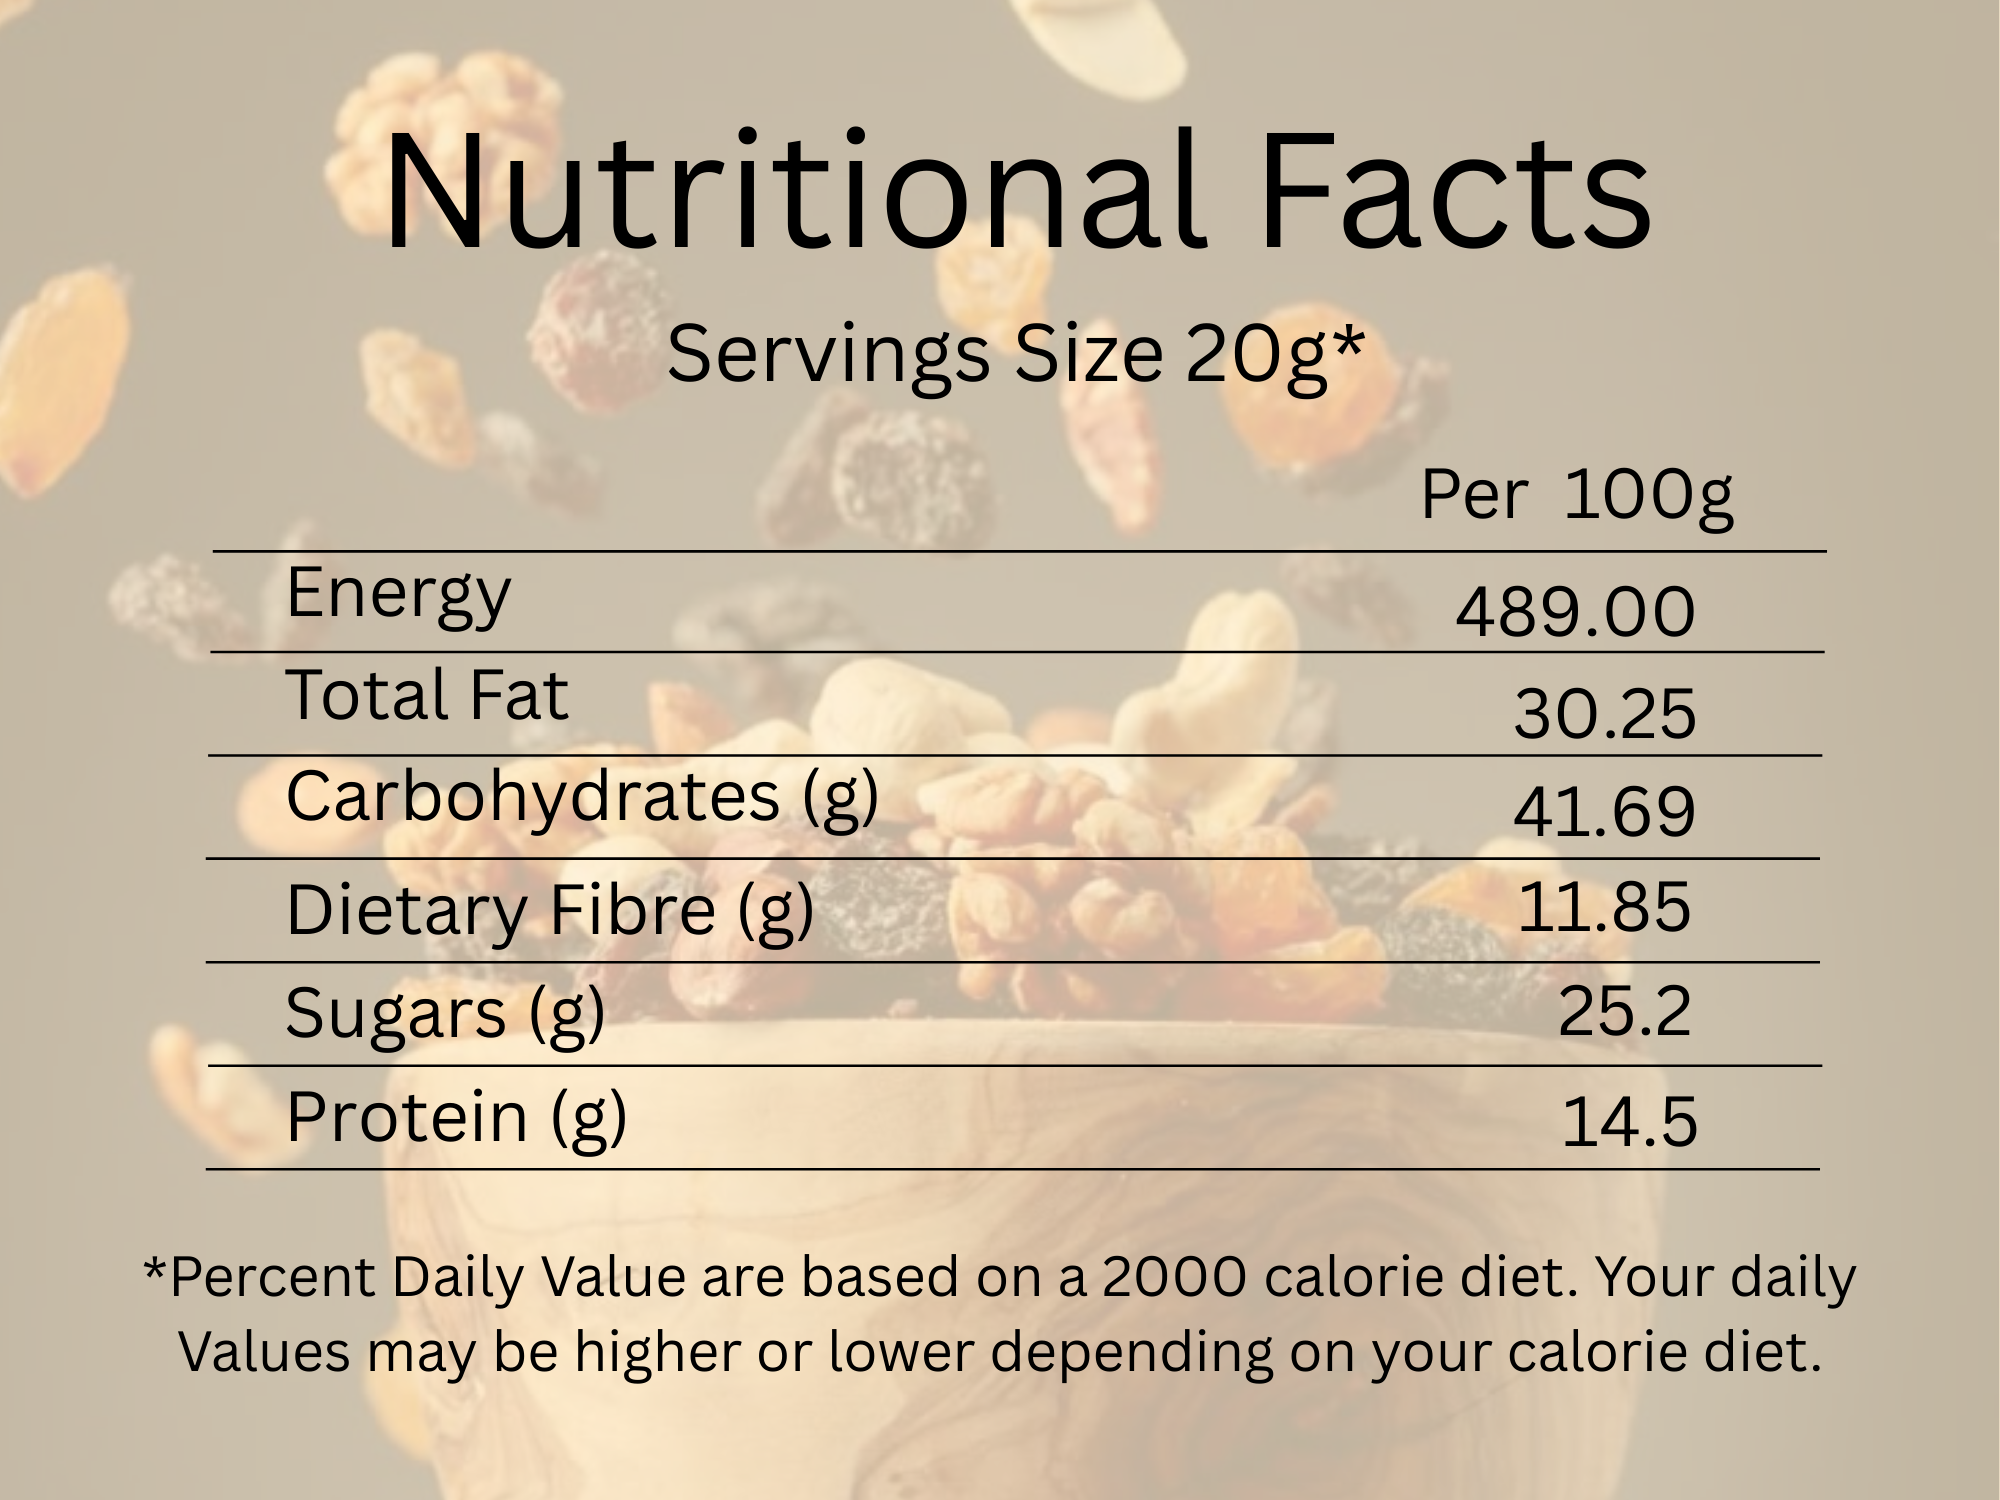 Nutritional Facts
Servings Size 20g*
Per 100g
Energy 489.00
Total Fat 30.25
Carbohydrates (g) 41.69
Dietary Fibre (g) 11.85
Sugars (g) 25.2
Protein (g) 14.5
*Percent Daily Value are based on a 2000 calorie diet. Your daily
Values may be higher or lower depending on your calorie diet.